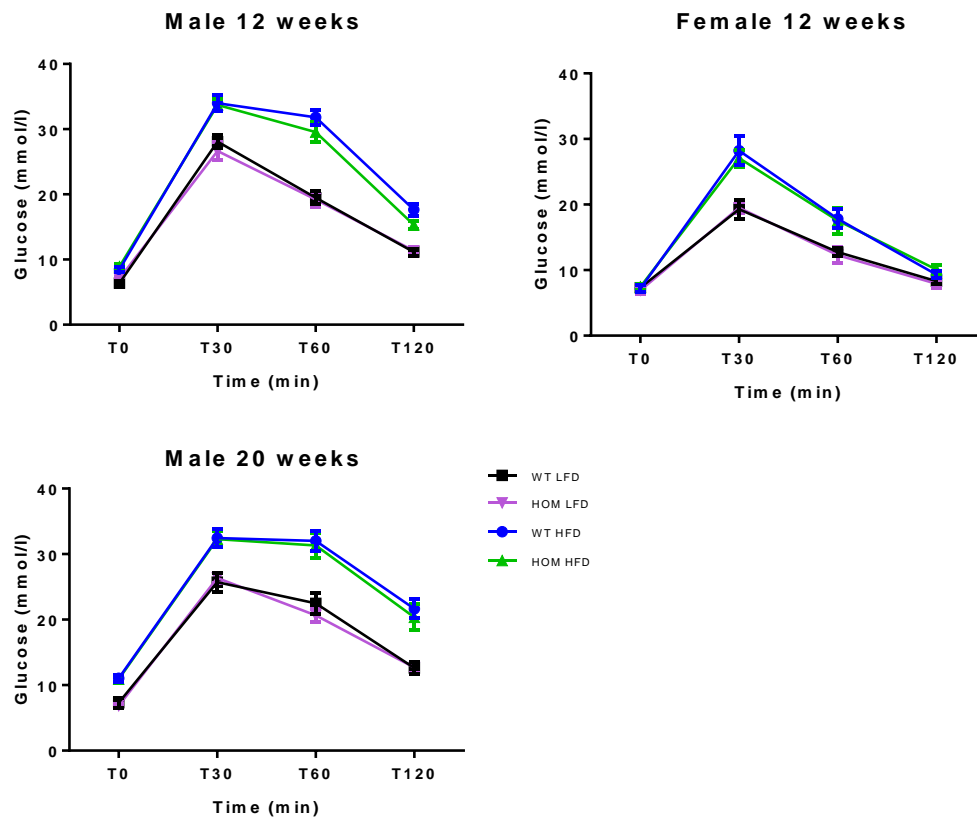 Male 12 weeks
Glucose (mmol/l)
40
30
20
10
0
T0 T30 T60 T120
Time (min)
Female 12 weeks
Glucose (mmol/l)
40
30
20
10
0
T0 T30 T60 T120
Time (min)
Male 20 weeks
Glucose (mmol/l)
40
30
20
10
0
T0 T30 T60 T120
Time (min)
WT LFD
HOM LFD
WT HFD
HOM HFD